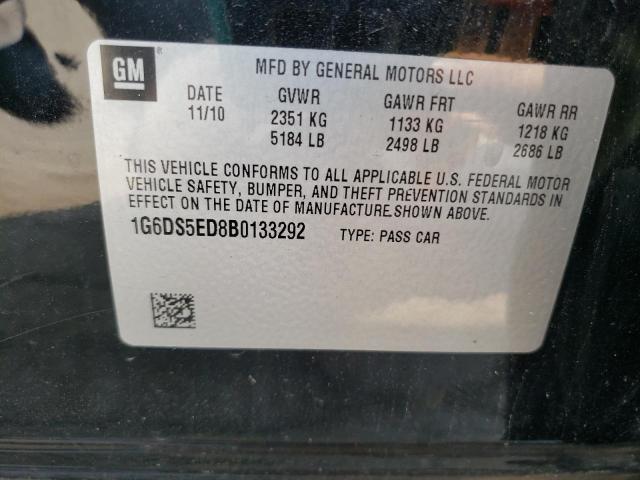 GM ®
MFD BY GENERAL MOTORS LLC
DATE GVWR GAWR FRT GAWR RR
11/10 2351 KG 1133 KG 1218 KG
5184 LB 2498 LB 2686 LB
THIS VEHICLE CONFORMS TO ALL APPLICABLE U.S. FEDERAL MOTOR
VEHICLE SAFETY, BUMPER, AND THEFT PREVENTION STANDARDS IN
EFFECT ON THE DATE OF MANUFACTURE SHOWN ABOVE.
1G6DS5ED8B0133292 TYPE: PASS CAR